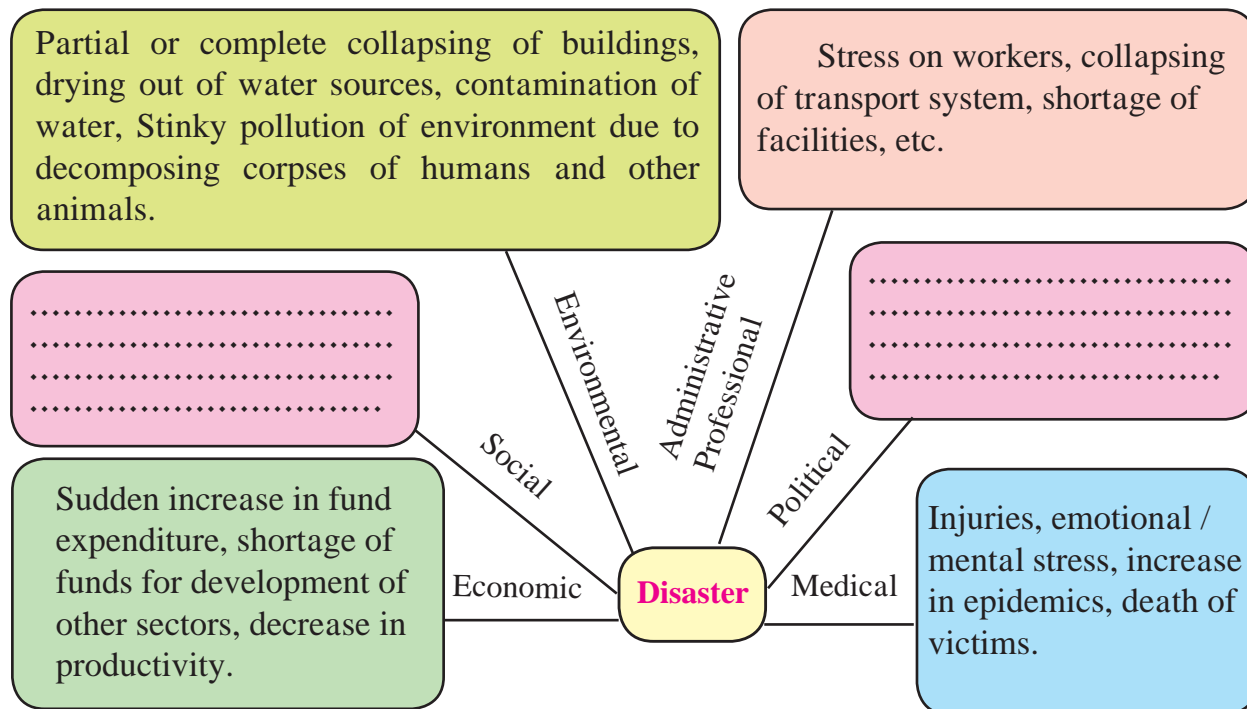 Partial or complete collapsing of buildings,
drying out of water sources, contamination of
water, Stinky pollution of environment due to
decomposing corpses of humans and other
animals.
Stress on workers, collapsing
of transport system, shortage of
facilities, etc.
Environmental
Administrative
Professional
Social
Political
Sudden increase in fund
expenditure, shortage of
funds for development of
other sectors, decrease in
productivity.
Economic
Disaster
Medical
Injuries, emotional /
mental stress, increase
in epidemics, death of
victims.